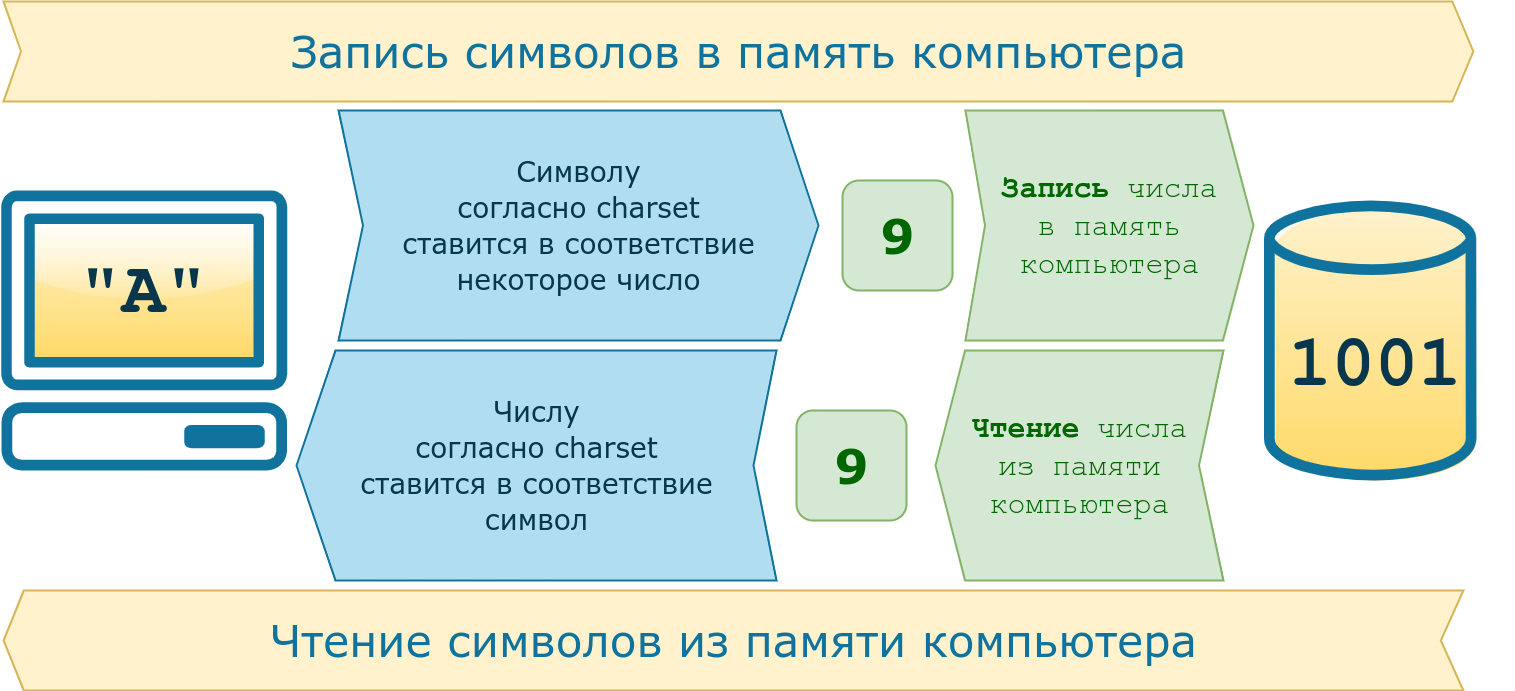 Запись символов в память компьютера
"A"
Символу
согласно charset
ставится в соответствие
некоторое число
9
Запись числа
в память
компьютера
1001
Числу
согласно charset
ставится в соответствие
символ
9
Чтение числа
из памяти
компьютера
Чтение символов из памяти компьютера